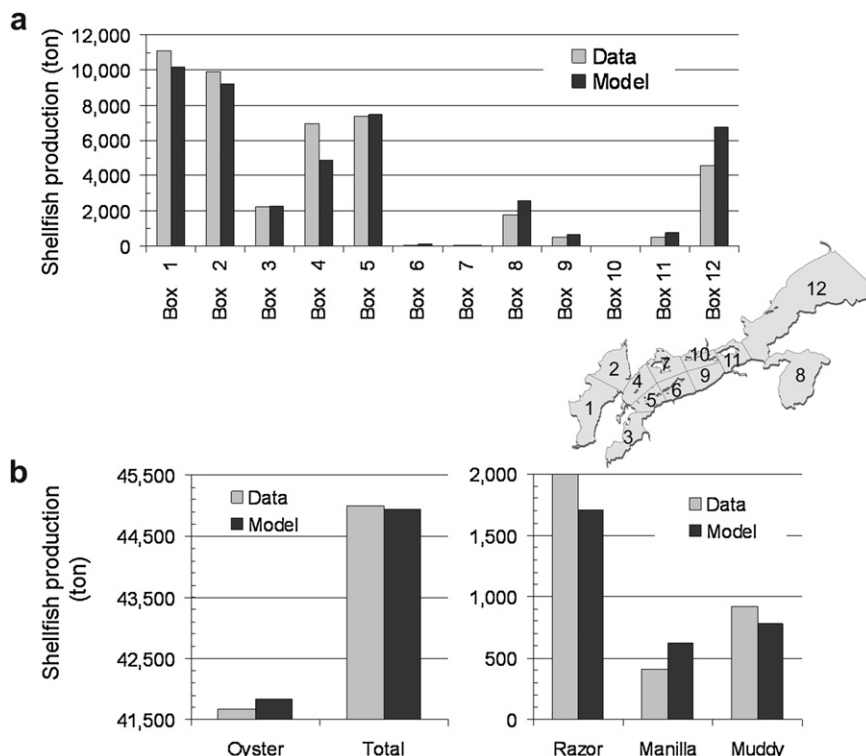 a
Shellfish production (ton)
12,000
10,000
8,000
6,000
4,000
2,000
0
Data
Model
Box 1
Box 2
Box 3
Box 4
Box 5
Box 6
Box 7
Box 8
Box 9
Box 10
Box 11
Box 12
12
2
7
10
11
4
9
8
6
5
1
3
b
Shellfish production
(ton)
45,500
44,500
43,500
42,500
41,500
Data
Model
Oyster
Total
2,000
1,500
1,000
500
0
Data
Model
Razor
Manilla
Muddy